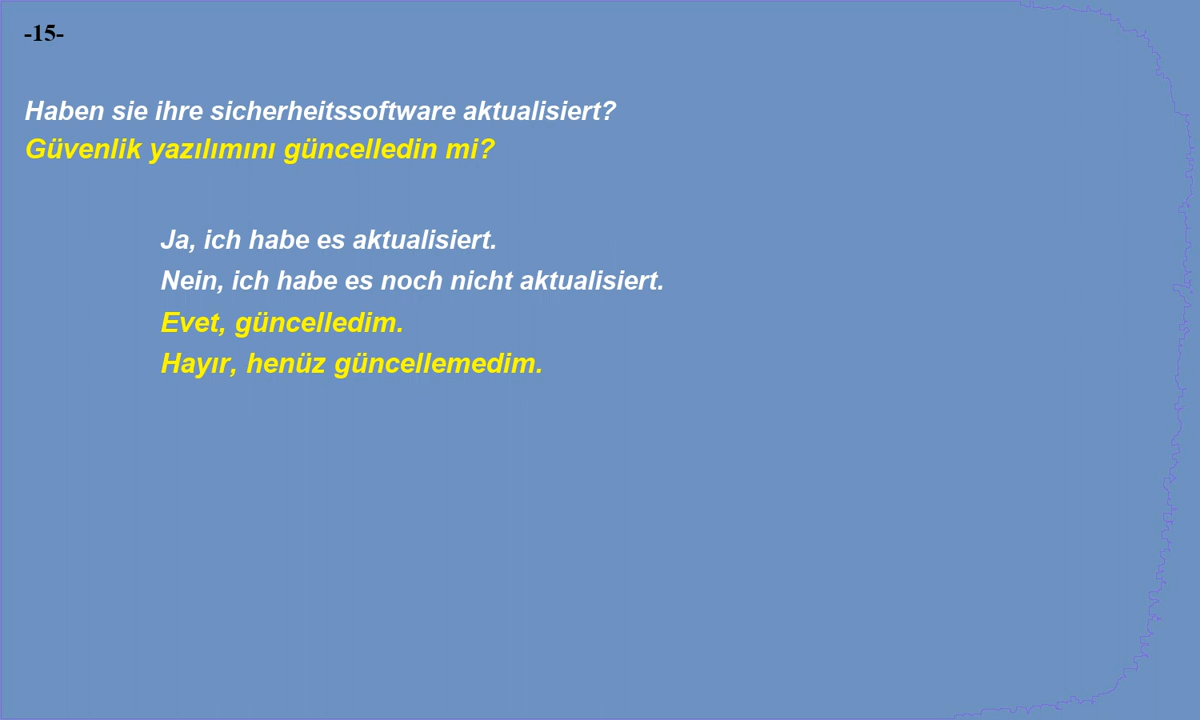 -15-
Haben sie ihre sicherheitssoftware aktualisiert?
Güvenlik yazılımını güncelledin mi?
Ja, ich habe es aktualisiert.
Nein, ich habe es noch nicht aktualisiert.
Evet, güncelledim.
Hayır, henüz güncellemedim.